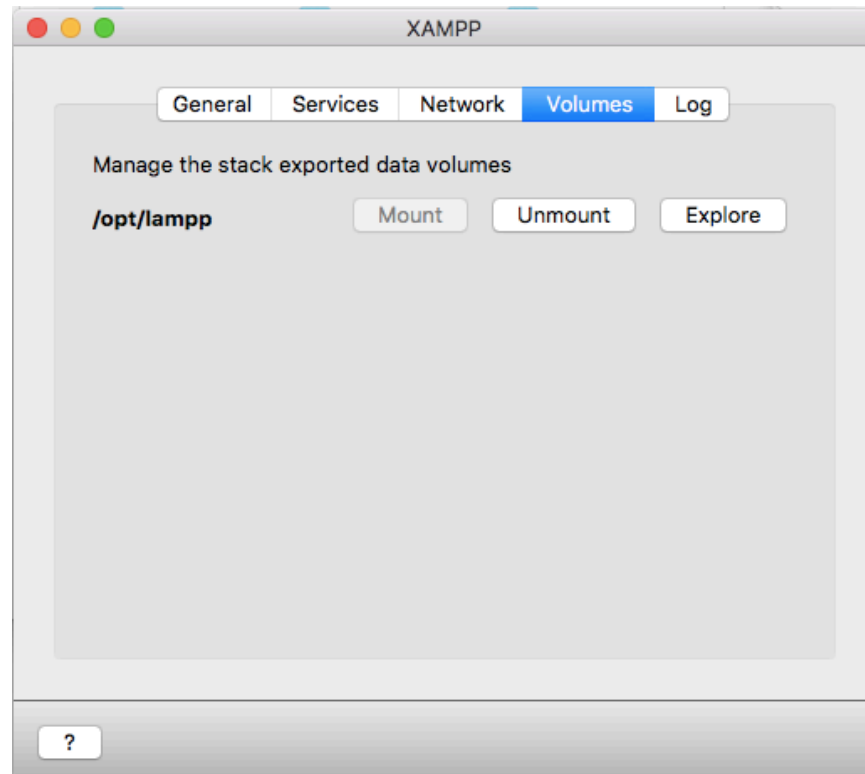 XAMPP
General Services Network Volumes Log
Manage the stack exported data volumes
/opt/lampp Mount Unmount Explore
?